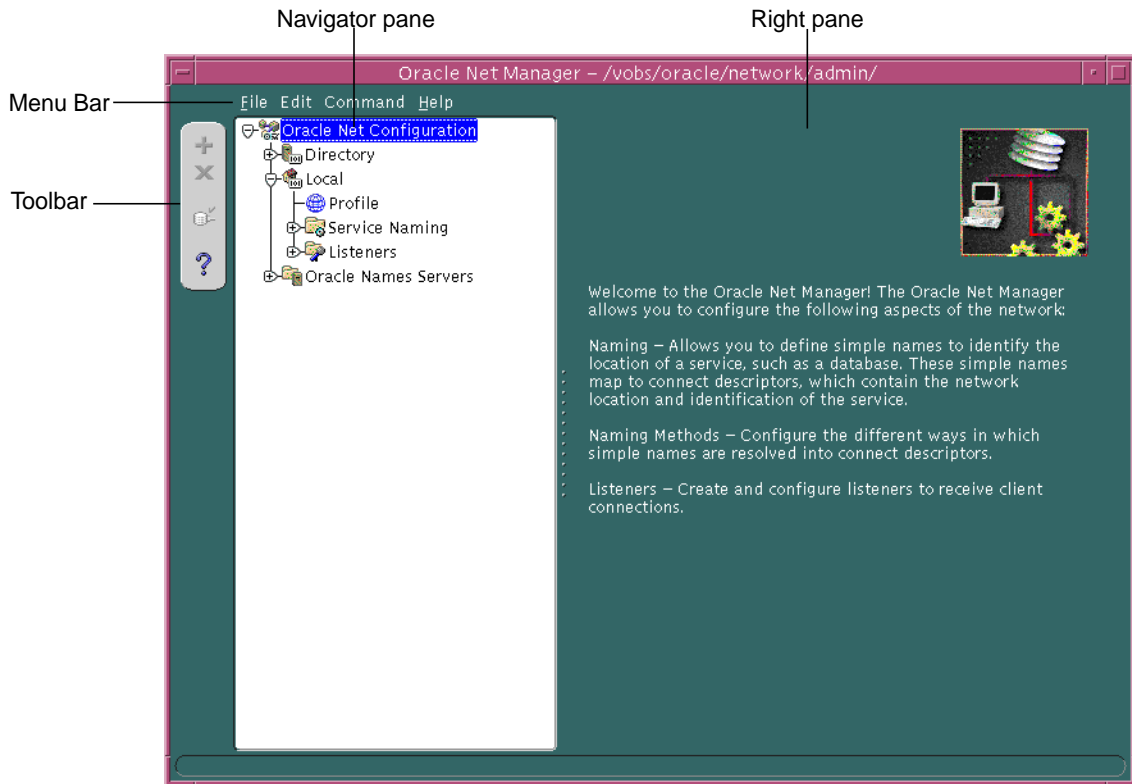 Navigator pane
Right pane
Oracle Net Manager – /vobs/oracle/network/admin/
Menu Bar
File Edit Command Help
Toolbar
Oracle Net Configuration
Directory
Local
Profile
Service Naming
Listeners
Oracle Names Servers
Welcome to the Oracle Net Manager! The Oracle Net Manager
allows you to configure the following aspects of the network:
Naming – Allows you to define simple names to identify the
location of a service, such as a database. These simple names
map to connect descriptors, which contain the network
location and identification of the service.
Naming Methods – Configure the different ways in which
simple names are resolved into connect descriptors.
Listeners – Create and configure listeners to receive client
connections.